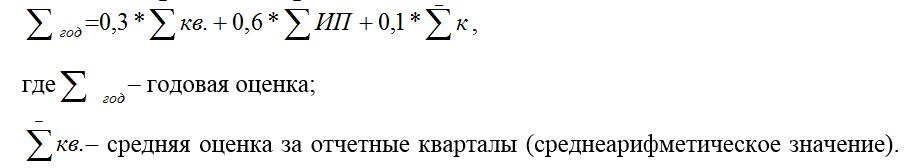 ∑ год=0,3 * ∑̄ кв. + 0,6 * ∑ ИП + 0,1* ∑̄ к ,
где ∑ год – годовая оценка;
∑̄ кв.– средняя оценка за отчетные кварталы (среднеарифметическое значение).